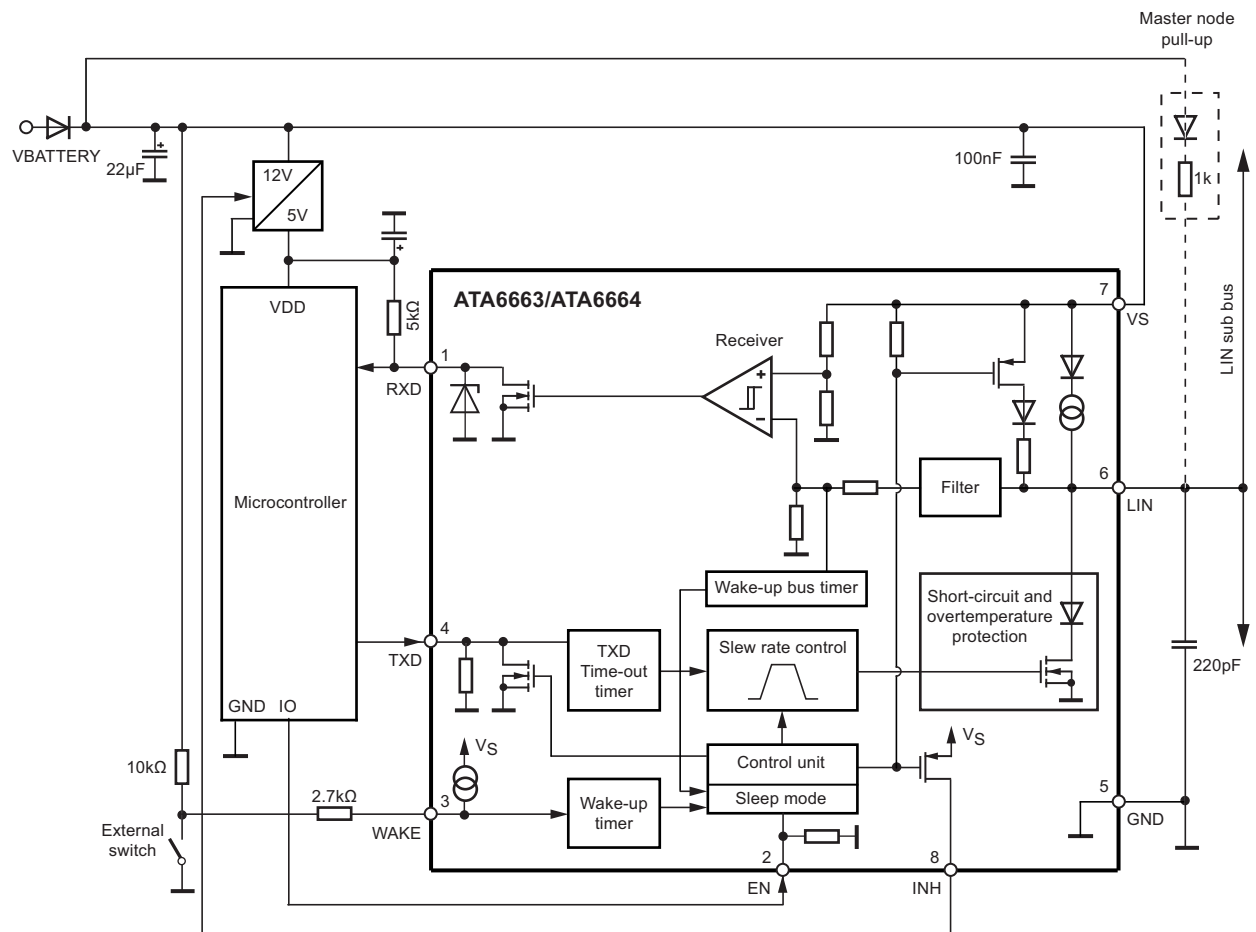 Master node
pull-up
VBATTERY
22µF
12V
5V
100nF
1k
LIN sub bus
ATA6663/ATA6664
VDD
5kΩ
7
VS
Receiver
1
RXD
+
−
Microcontroller
Filter
6
LIN
Wake-up bus timer
Short-circuit and
overtemperature
protection
4
TXD
TXD
Time-out
timer
Slew rate control
220pF
GND
IO
VS
VS
10kΩ
Control unit
Sleep mode
2.7kΩ
3
WAKE
Wake-up
timer
5
GND
External
switch
2
EN
8
INH